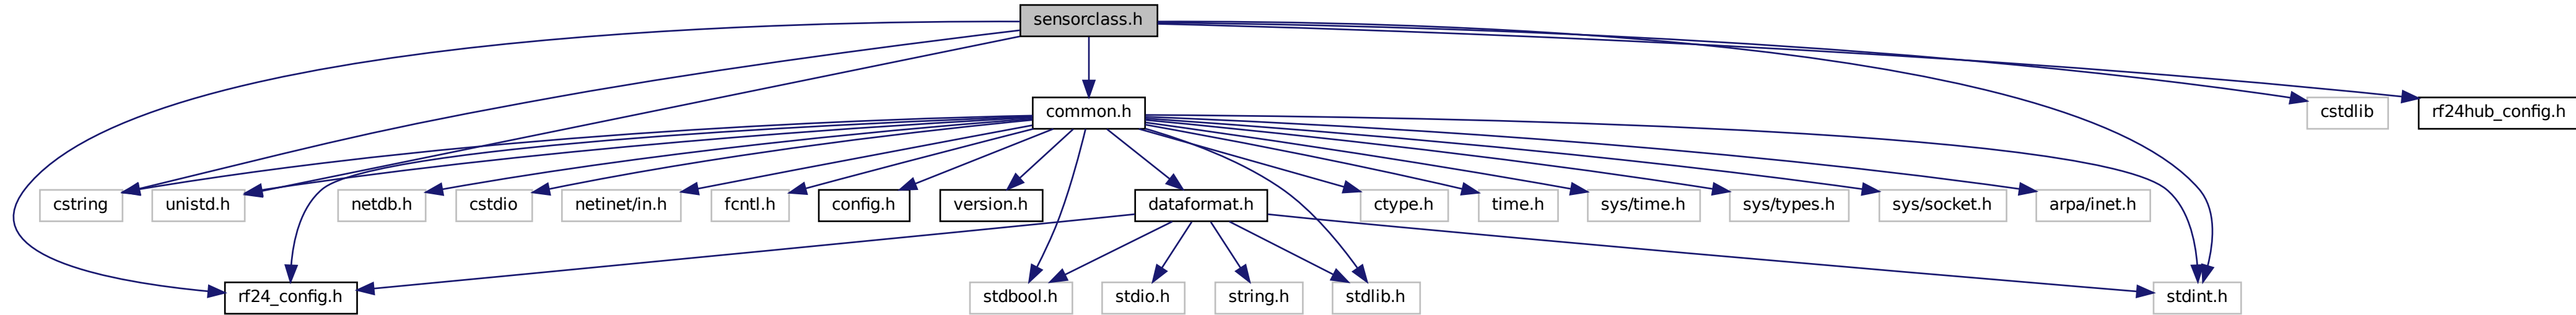 sensorclass.h
common.h
cstdlib
rf24hub_config.h
cstring
unistd.h
netdb.h
cstdio
netinet/in.h
fcntl.h
config.h
version.h
dataformat.h
ctype.h
time.h
sys/time.h
sys/types.h
sys/socket.h
arpa/inet.h
rf24_config.h
stdbool.h
stdio.h
string.h
stdlib.h
stdint.h